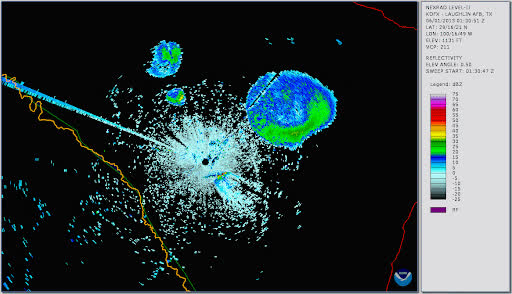 NEXRAD LEVEL-II
KDFX - LAUGHLIN AFB, TX
06/01/2013 01:30:51 Z
LAT: 29/16/21 N
LON: 100/16/49 W
ELEV: 1131 FT
VCP: 211
REFLECTIVITY
ELEV ANGLE: 0.50
SWEEP START: 01:30:47 Z
Legend: dBZ
75
70
65
60
55
50
45
40
35
30
25
20
15
10
5
0
-5
-10
-15
-20
-25
RF